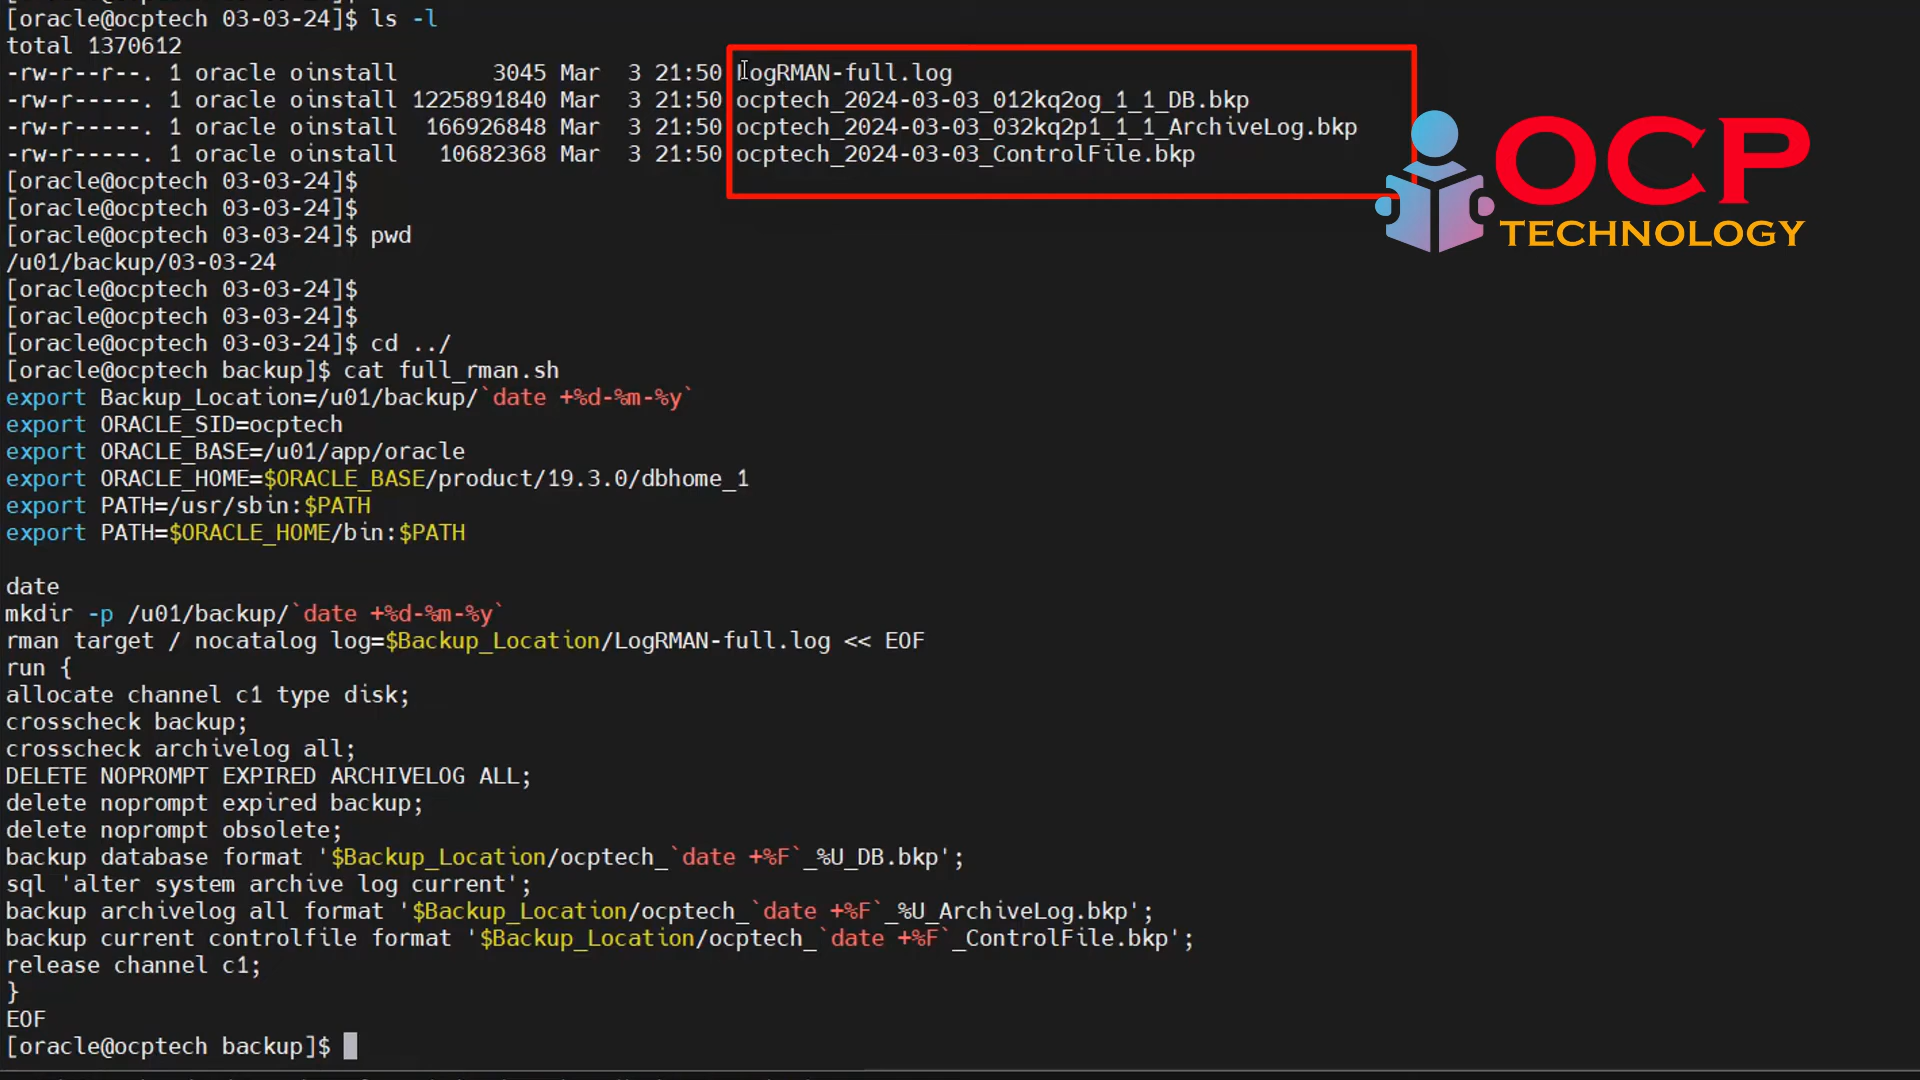 [oracle@ocptech 03-03-24]$ ls -l
total 1370612
-rw-r--r--. 1 oracle oinstall       3045 Mar  3 21:50 LogRMAN-full.log
-rw-r-----. 1 oracle oinstall 1225891840 Mar  3 21:50 ocptech_2024-03-03_012kq2og_1_1_DB.bkp
-rw-r-----. 1 oracle oinstall  166926848 Mar  3 21:50 ocptech_2024-03-03_032kq2p1_1_1_ArchiveLog.bkp
-rw-r-----. 1 oracle oinstall   10682368 Mar  3 21:50 ocptech_2024-03-03_ControlFile.bkp
OCP
TECHNOLOGY
[oracle@ocptech 03-03-24]$
[oracle@ocptech 03-03-24]$
[oracle@ocptech 03-03-24]$ pwd
/u01/backup/03-03-24
[oracle@ocptech 03-03-24]$
[oracle@ocptech 03-03-24]$
[oracle@ocptech 03-03-24]$ cd ../
[oracle@ocptech backup]$ cat full_rman.sh
export Backup_Location=/u01/backup/`date +%d-%m-%y`
export ORACLE_SID=ocptech
export ORACLE_BASE=/u01/app/oracle
export ORACLE_HOME=$ORACLE_BASE/product/19.3.0/dbhome_1
export PATH=/usr/sbin:$PATH
export PATH=$ORACLE_HOME/bin:$PATH
date
mkdir -p /u01/backup/`date +%d-%m-%y`
rman target / nocatalog log=$Backup_Location/LogRMAN-full.log << EOF
run {
allocate channel c1 type disk;
crosscheck backup;
crosscheck archivelog all;
DELETE NOPROMPT EXPIRED ARCHIVELOG ALL;
delete noprompt expired backup;
delete noprompt obsolete;
backup database format '$Backup_Location/ocptech_`date +%F`_%U_DB.bkp';
sql 'alter system archive log current';
backup archivelog all format '$Backup_Location/ocptech_`date +%F`_%U_ArchiveLog.bkp';
backup current controlfile format '$Backup_Location/ocptech_`date +%F`_ControlFile.bkp';
release channel c1;
}
EOF
[oracle@ocptech backup]$